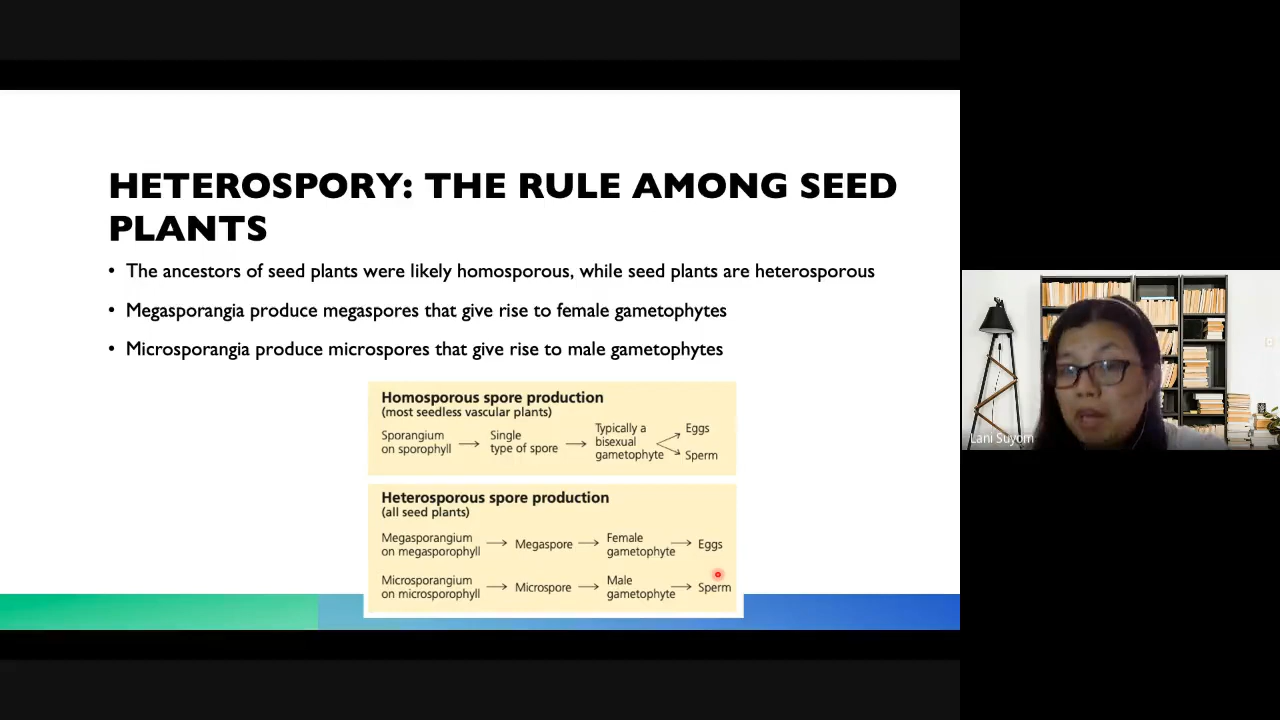 HETEROSPORY: THE RULE AMONG SEED
PLANTS
• The ancestors of seed plants were likely homosporous, while seed plants are heterosporous
• Megasporangia produce megaspores that give rise to female gametophytes
• Microsporangia produce microspores that give rise to male gametophytes
Homosporous spore production
(most seedless vascular plants)
Sporangium
on sporophyll
Single
type of spore
Typically a
bisexual
gametophyte
Eggs
Sperm
Heterosporous spore production
(all seed plants)
Megasporangium
on megasporophyll
Megaspore
Female
gametophyte
Eggs
Microsporangium
on microsporophyll
Microspore
Male
gametophyte
Sperm
Lani Suyom